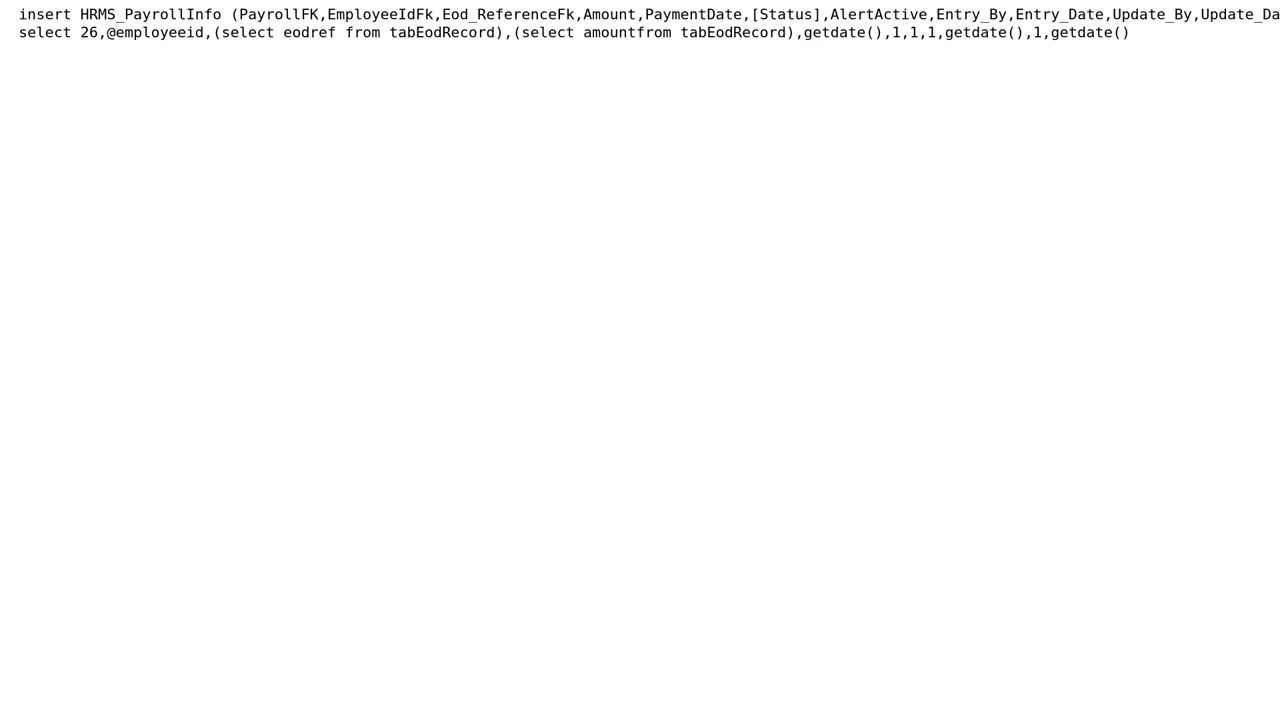 insert HRMS_PayrollInfo (PayrollFK,EmployeeIdFk,Eod_ReferenceFk,Amount,PaymentDate,[Status],AlertActive,Entry_By,Entry_Date,Update_By,Update_Da
select 26,@employeeid,(select eodref from tabEodRecord),(select amountfrom tabEodRecord),getdate(),1,1,1,getdate(),1,getdate()